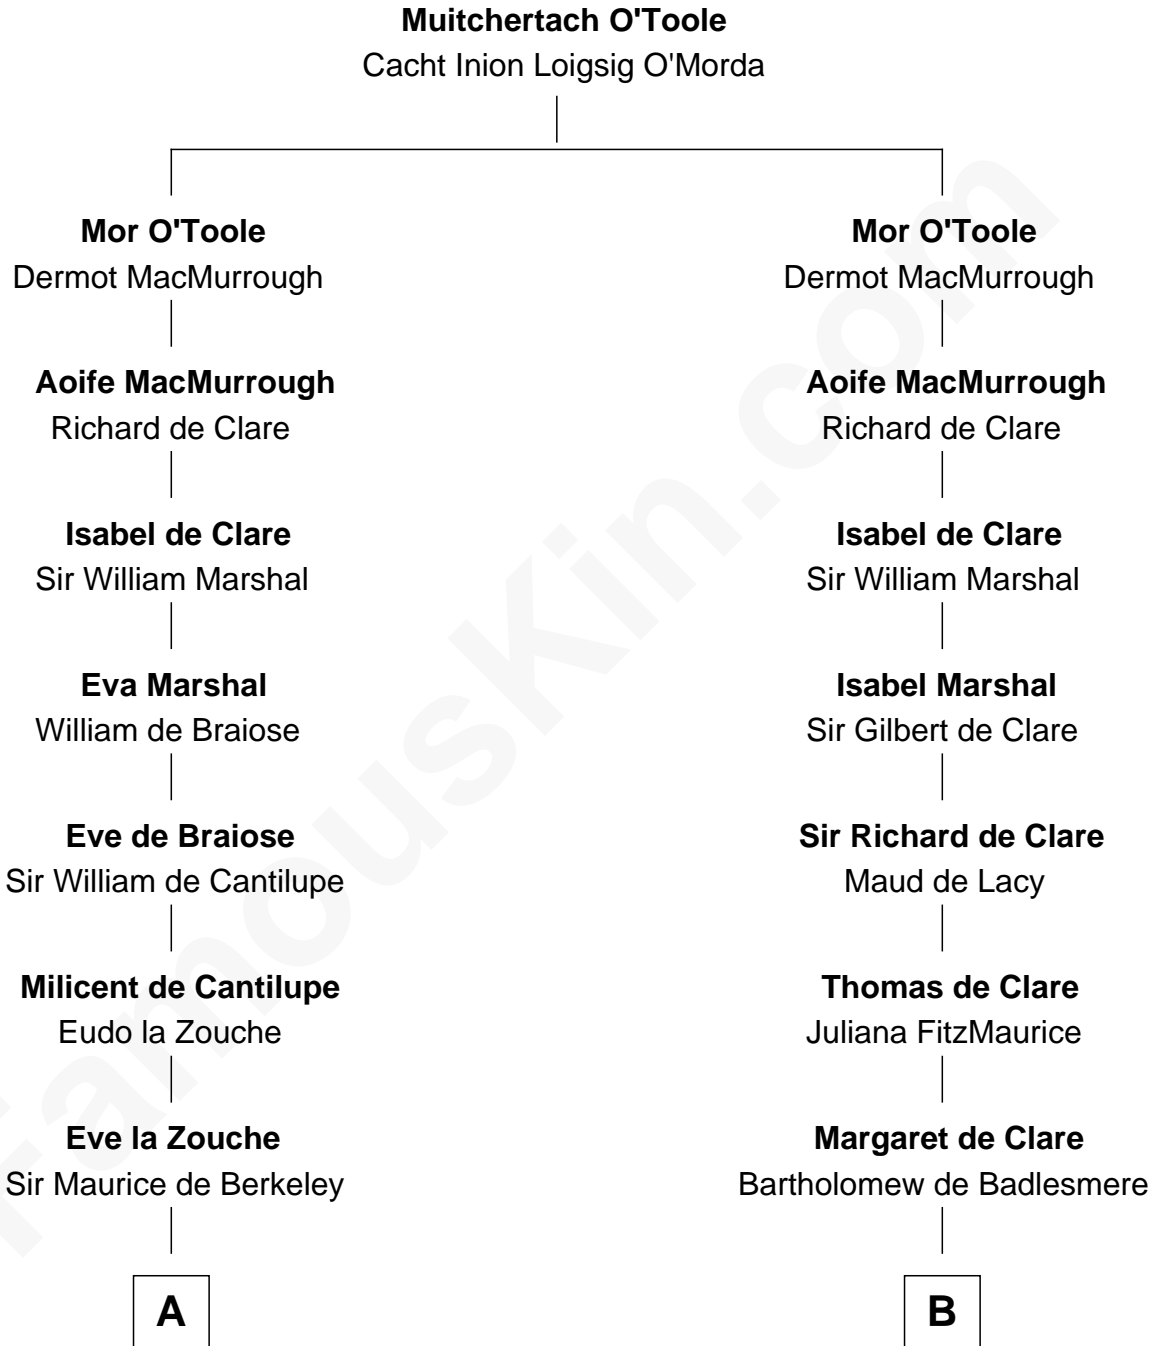 Muitchertach O'Toole
Cacht Inion Loigsig O'Morda
Mor O'Toole
Dermot MacMurrough
Aoife MacMurrough
Richard de Clare
Isabel de Clare
Sir William Marshal
Eva Marshal
William de Braiose
Eve de Braiose
Sir William de Cantilupe
Milicent de Cantilupe
Eudo la Zouche
Eve la Zouche
Sir Maurice de Berkeley
A
Mor O'Toole
Dermot MacMurrough
Aoife MacMurrough
Richard de Clare
Isabel de Clare
Sir William Marshal
Isabel Marshal
Sir Gilbert de Clare
Sir Richard de Clare
Maud de Lacy
Thomas de Clare
Juliana FitzMaurice
Margaret de Clare
Bartholomew de Badlesmere
B
FamousKin.com